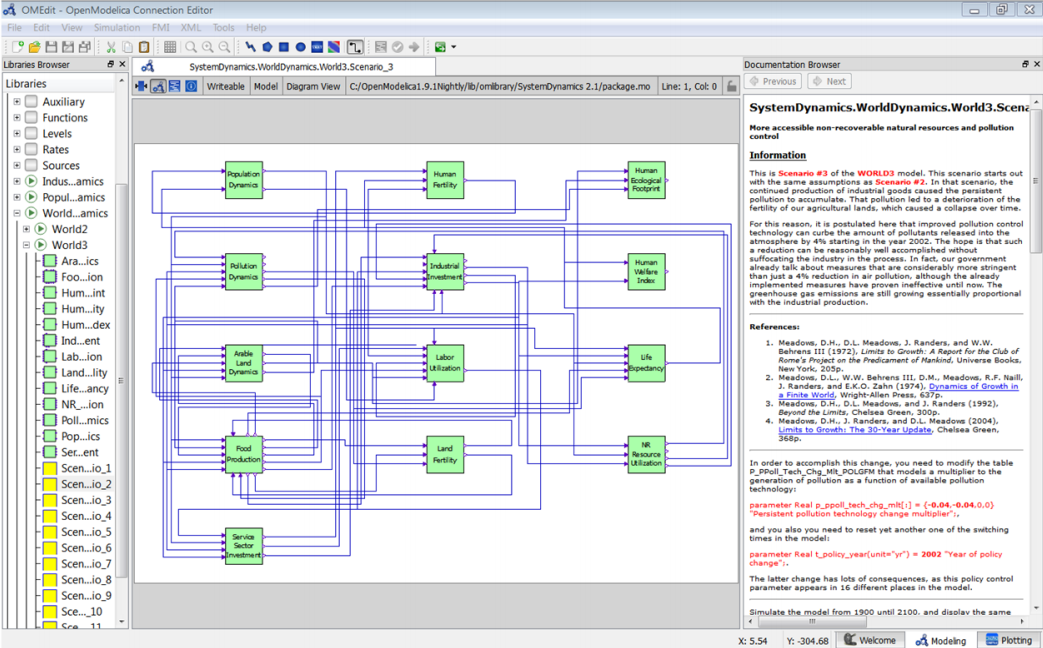 OMEdit - OpenModelica Connection Editor
File Edit View Simulation FMI XML Tools Help
Libraries Browser
Libraries
Auxiliary
Functions
Levels
Rates
Sources
Indus...amics
Popul...amics
World...amics
World2
World3
Ara...ics
Foo...ion
Hum...int
Hum...ity
Hum...dex
Ind...ent
Lab...ion
Land...lity
Life...ancy
NR_...ion
Poll...mics
Pop...ics
Ser...ent
Scen...io_1
Scen...io_2
Scen...io_3
Scen...io_4
Scen...io_5
Scen...io_6
Scen...io_7
Scen...io_8
Scen...io_9
Sce..._10
Sce... 11
SystemDynamics.WorldDynamics.World3.Scenario_3
Writeable Model Diagram View C:/OpenModelica1.9.1Nightly/lib/omlibrary/SystemDynamics 2.1/package.mo Line: 1, Col: 0
Population
Dynamics
Human
Fertility
Human
Ecological
Footprint
Pollution
Dynamics
Industrial
Investment
Human
Welfare
Index
Arable
Land
Dynamics
Labor
Utilization
Life
Expectancy
Food
Production
Land
Fertility
NR
Resource
Utilization
Service
Sector
Investment
Documentation Browser
Previous Next
SystemDynamics.WorldDynamics.World3.Scena
More accessible non-recoverable natural resources and pollution
control
Information
This is Scenario #3 of the WORLD3 model. This scenario starts out
with the same assumptions as Scenario #2. In that scenario, the
continued production of industrial goods caused the persistent
pollution to accumulate. That pollution led to a deterioration of the
fertility of our agricultural lands, which caused a collapse over time.
For this reason, it is postulated here that improved pollution control
technology can curbe the amount of pollutants released into the
atmosphere by 4% starting in the year 2002. The hope is that such
a reduction can be reasonably well accomplished without
suffocating the industry in the process. In fact, our government
already talk about measures that are considerably more stringent
than just a 4% reduction in air pollution, although the already
implemented measures have proven ineffective until now. The
greenhouse gas emissions are still growing essentially proportional
with the industrial production.
References:
1. Meadows, D.H., D.L. Meadows, J. Randers, and W.W.
Behrens III (1972), Limits to Growth: A Report for the Club of
Rome's Project on the Predicament of Mankind, Universe Books,
New York, 205p.
2. Meadows, D.L., W.W. Behrens III, D.M., Meadows, R.F. Naill,
J. Randers, and E.K.O. Zahn (1974), Dynamics of Growth in
a Finite World, Wright-Allen Press, 637p.
3. Meadows, D.H., D.L. Meadows, and J. Randers (1992),
Beyond the Limits, Chelsea Green, 300p.
4. Meadows, D.H., J. Randers, and D.L. Meadows (2004),
Limits to Growth: The 30-Year Update, Chelsea Green,
368p.
In order to accomplish this change, you need to modify the table
P_PPoll_Tech_Chg_Mlt_POLGFM that models a multiplier to the
generation of pollution as a function of available pollution
technology:
parameter Real p_ppoll_tech_chg_mlt[:] = {-0.04,-0.04,0,0}
"Persistent pollution technology change multiplier";.
and you also you need to reset yet another one of the switching
times in the model:
parameter Real t_policy_year(unit="yr") = 2002 "Year of policy
change";.
The latter change has lots of consequences, as this policy control
parameter appears in 16 different places in the model.
Simulate the model from 1900 until 2100, and display the same
X: 5.54 Y: -304.68 Welcome Modeling Plotting